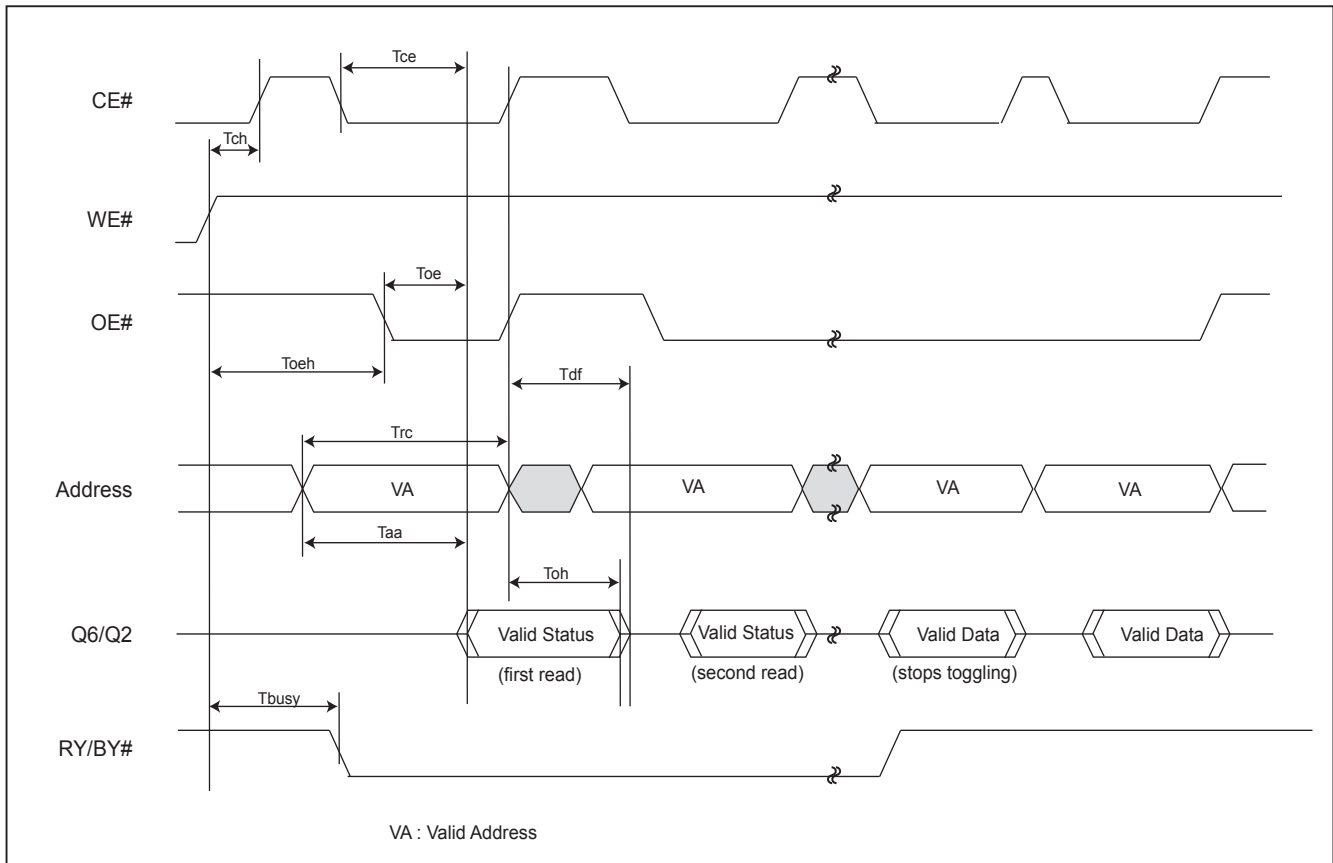 Tce
CE#
Tch
WE#
Toe
OE#
Toeh
Tdf
Trc
Address
VA
VA
VA
VA
Taa
Toh
Q6/Q2
Valid Status
Valid Status
Valid Data
Valid Data
(first read)
(second read)
(stops toggling)
Tbusy
RY/BY#
VA : Valid Address